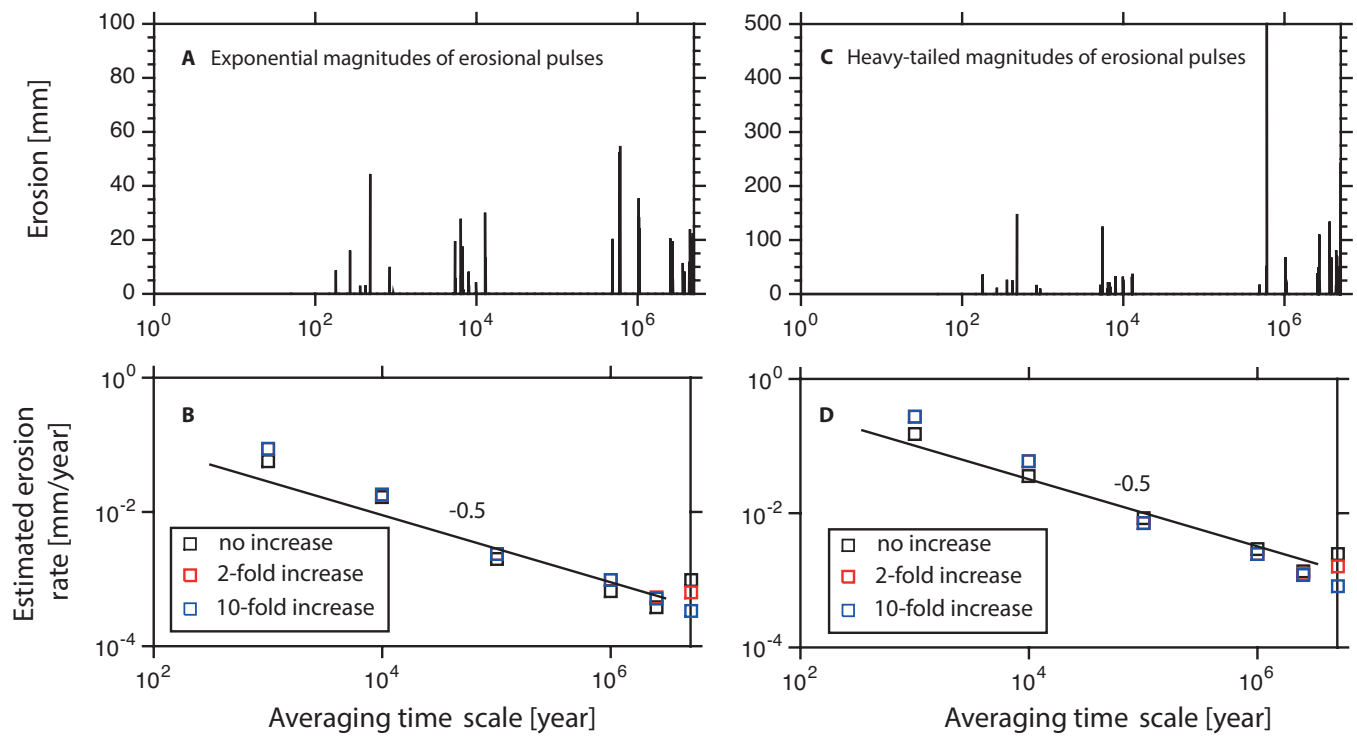 A Exponential magnitudes of erosional pulses
Erosion [mm]
100
80
60
40
20
0
10^0
10^2
10^4
10^6
C Heavy-tailed magnitudes of erosional pulses
500
400
300
200
100
0
10^0
10^2
10^4
10^6
B
Estimated erosion
rate [mm/year]
10^0
10^-2
10^-4
-0.5
no increase
2-fold increase
10-fold increase
10^2
10^4
10^6
Averaging time scale [year]
D
10^0
10^-2
10^-4
-0.5
no increase
2-fold increase
10-fold increase
10^2
10^4
10^6
Averaging time scale [year]